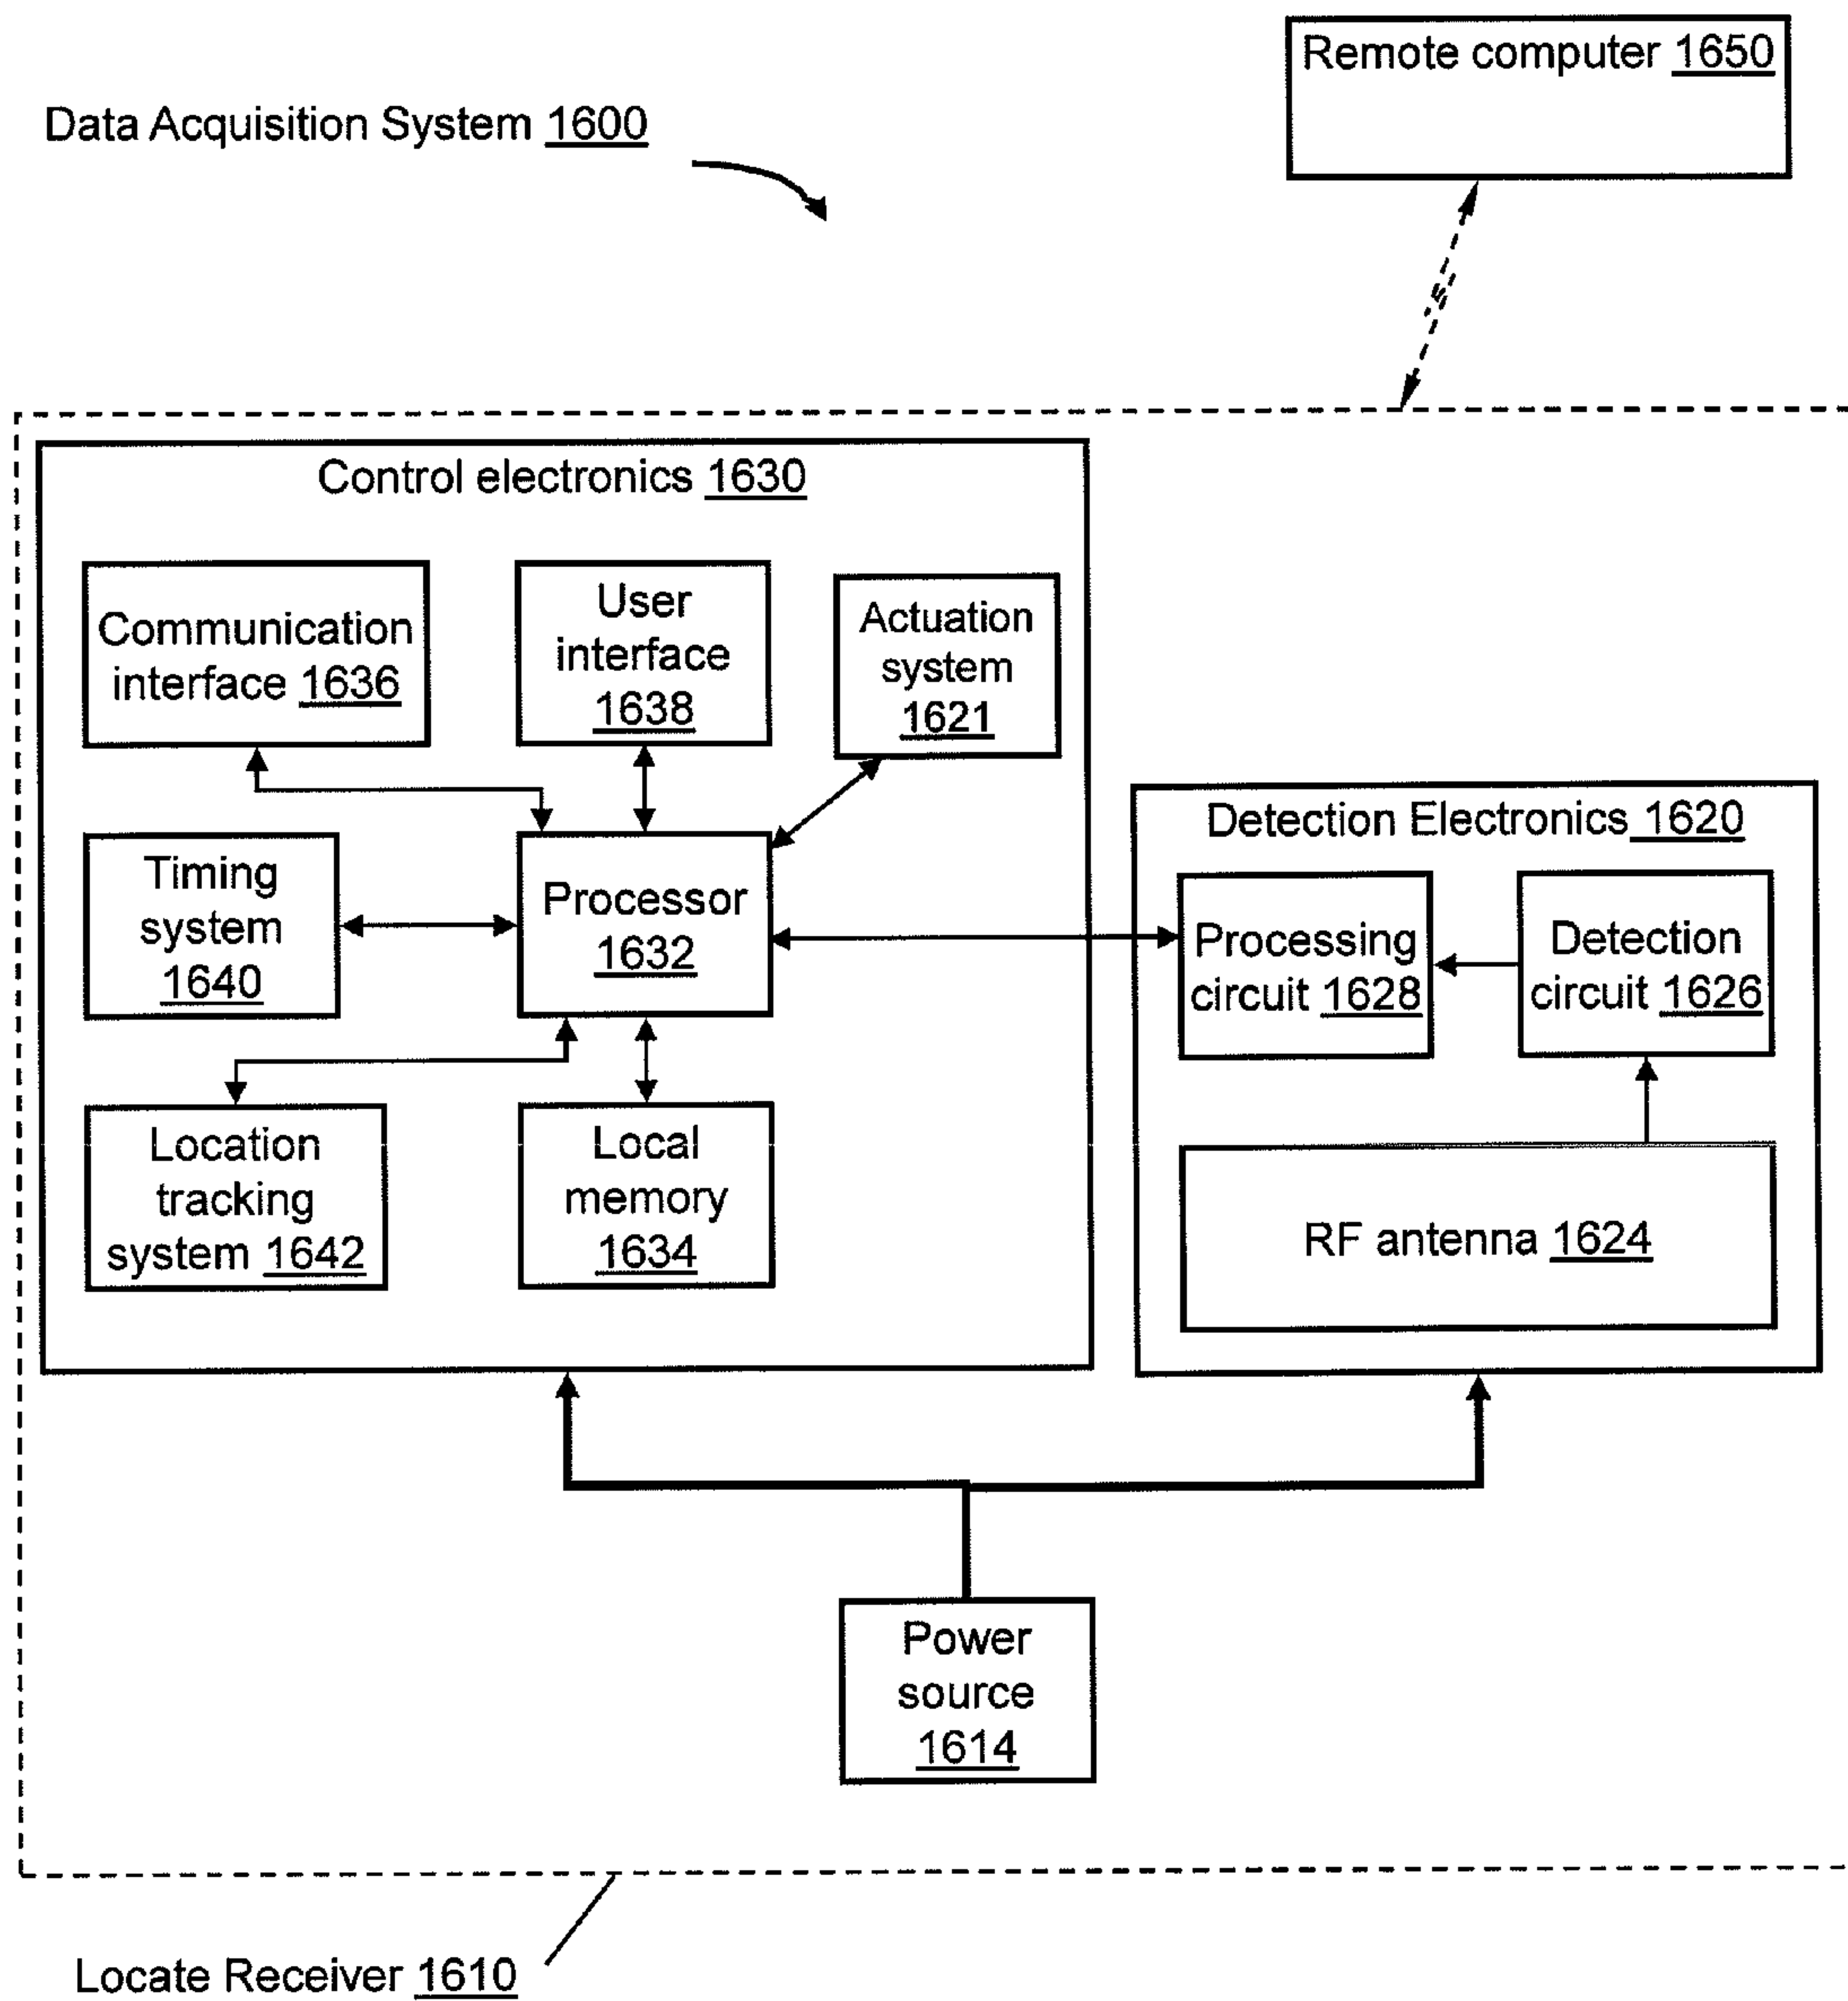 Remote computer 1650
Data Acquisition System 1600
Control electronics 1630
Communication
interface 1636
User
interface
1638
Actuation
system
1621
Timing
system
1640
Processor
1632
Location
tracking
system 1642
Local
memory
1634
Detection Electronics 1620
Processing
circuit 1628
Detection
circuit 1626
RF antenna 1624
Power
source
1614
Locate Receiver 1610